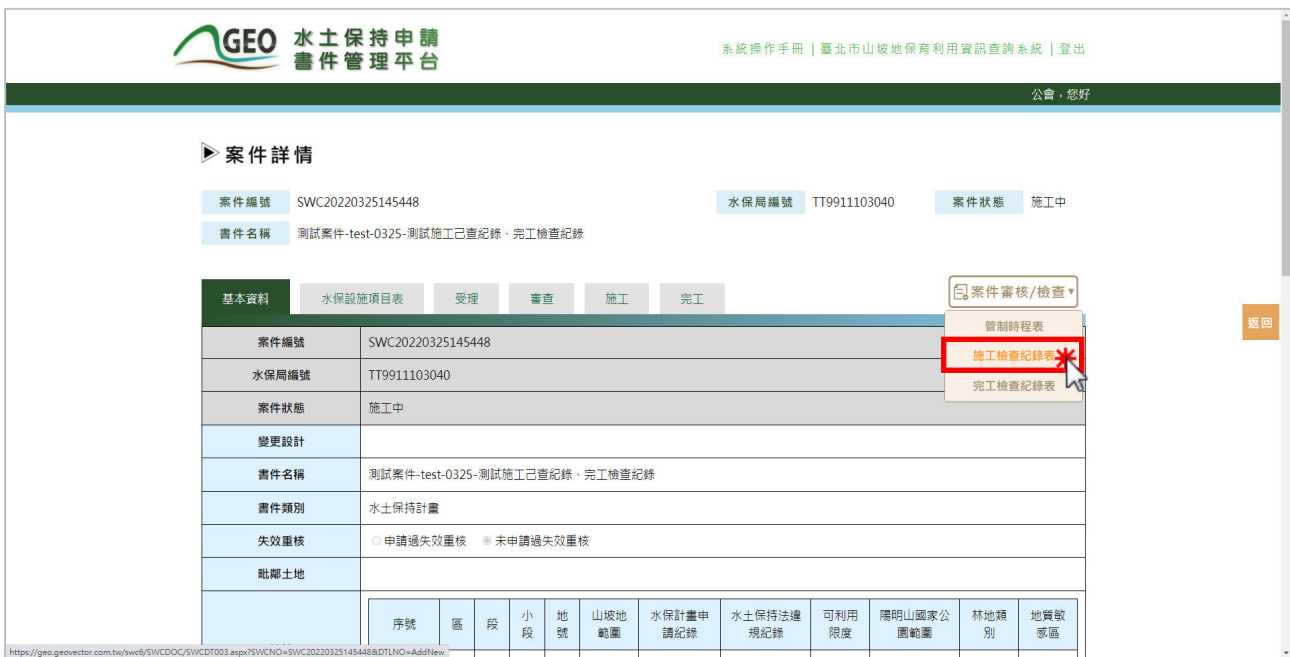 GEO 水土保持申請
書件管理平台
系統操作手冊 | 臺北市山坡地保育利用資訊查詢系統 | 登出
公會，您好
案件詳情
案件編號 SWC20220325145448 水保局編號 TT9911103040 案件狀態 施工中
書件名稱 測試案件-test-0325-測試施工己查紀錄、完工檢查紀錄
基本資料 水保設施項目表 受理 審查 施工 完工 案件審核/檢查▼
管制時程表
施工檢查紀錄表
完工檢查紀錄表
返回
案件編號 SWC20220325145448
水保局編號 TT9911103040
案件狀態 施工中
變更設計
書件名稱 測試案件-test-0325-測試施工己查紀錄、完工檢查紀錄
書件類別 水土保持計畫
失效重核 申請過失效重核 未申請過失效重核
毗鄰土地
序號 區 段 小段 地號 山坡地範圍 水保計畫申請紀錄 水土保持法違規紀錄 可利用限度 陽明山國家公園範圍 林地類別 地質敏感區
https://geo.geovector.com.tw/swc6/SWCDOC/SWCDT003.aspx?SWCNO=SWC20220325145448&DTLNO=AddNew